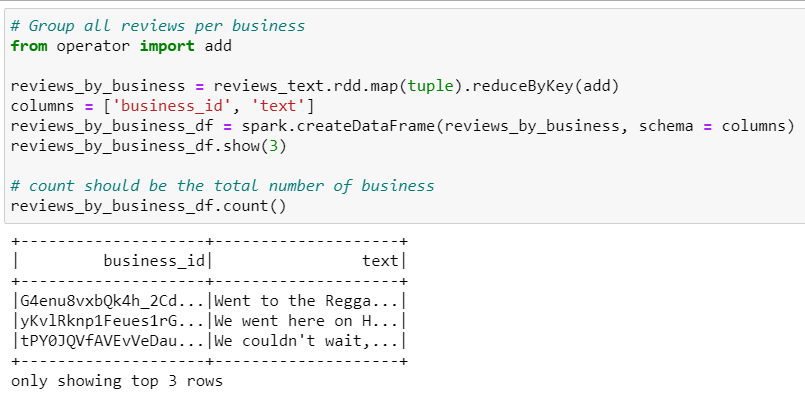 # Group all reviews per business
from operator import add
reviews_by_business = reviews_text.rdd.map(tuple).reduceByKey(add)
columns = ['business_id', 'text']
reviews_by_business_df = spark.createDataFrame(reviews_by_business, schema = columns)
reviews_by_business_df.show(3)
# count should be the total number of business
reviews_by_business_df.count()
+--------------------+--------------------+
|         business_id|                text|
+--------------------+--------------------+
|G4enu8vxbQk4h_2Cd...|Went to the Regga...|
|yKvlRknp1Feues1rG...|We went here on H...|
|tPY0JQVfAVEvVeDau...|We couldn't wait,...|
+--------------------+--------------------+
only showing top 3 rows